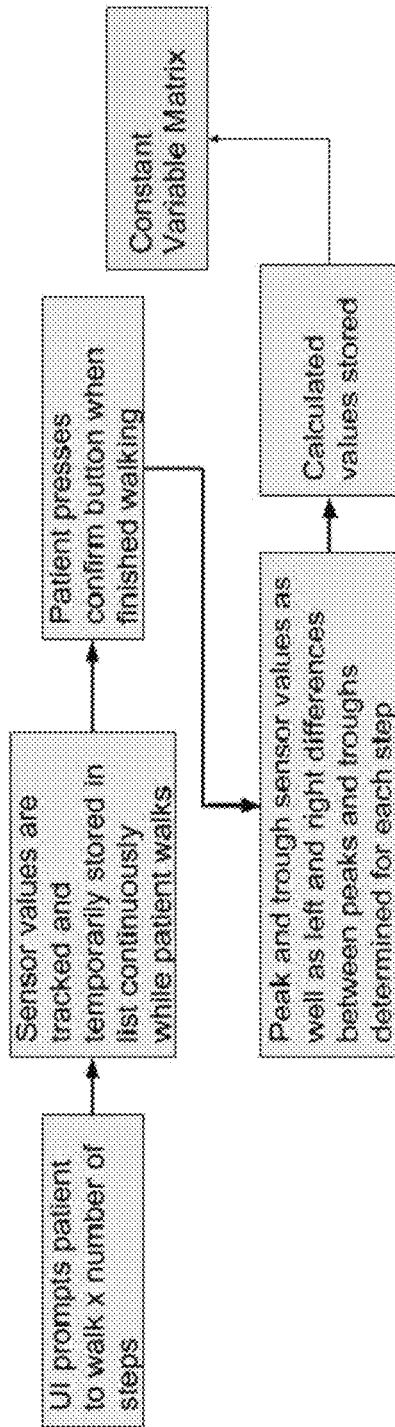 UI prompts patient
to walk x number of
steps
Sensor values are
tracked and
temporarily stored in
list continuously
while patient walks
Patient presses
confirm button when
finished walking
Peak and trough sensor values as
well as left and right differences
between peaks and troughs
determined for each step
Calculated
values stored
Constant
Variable Matrix